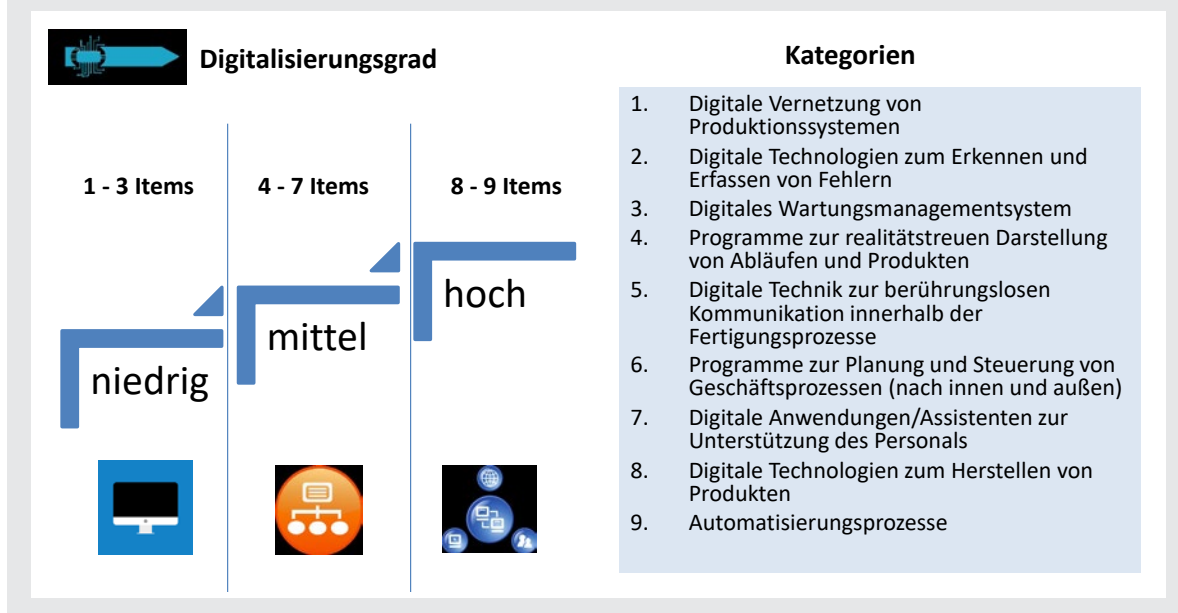 Digitalisierungsgrad
1 - 3 Items
4 - 7 Items
8 - 9 Items
niedrig
mittel
hoch
Kategorien
1. Digitale Vernetzung von
Produktionssystemen
2. Digitale Technologien zum Erkennen und
Erfassen von Fehlern
3. Digitales Wartungsmanagementsystem
4. Programme zur realitätstreuen Darstellung
von Abläufen und Produkten
5. Digitale Technik zur berührungslosen
Kommunikation innerhalb der
Fertigungsprozesse
6. Programme zur Planung und Steuerung von
Geschäftsprozessen (nach innen und außen)
7. Digitale Anwendungen/Assistenten zur
Unterstützung des Personals
8. Digitale Technologien zum Herstellen von
Produkten
9. Automatisierungsprozesse